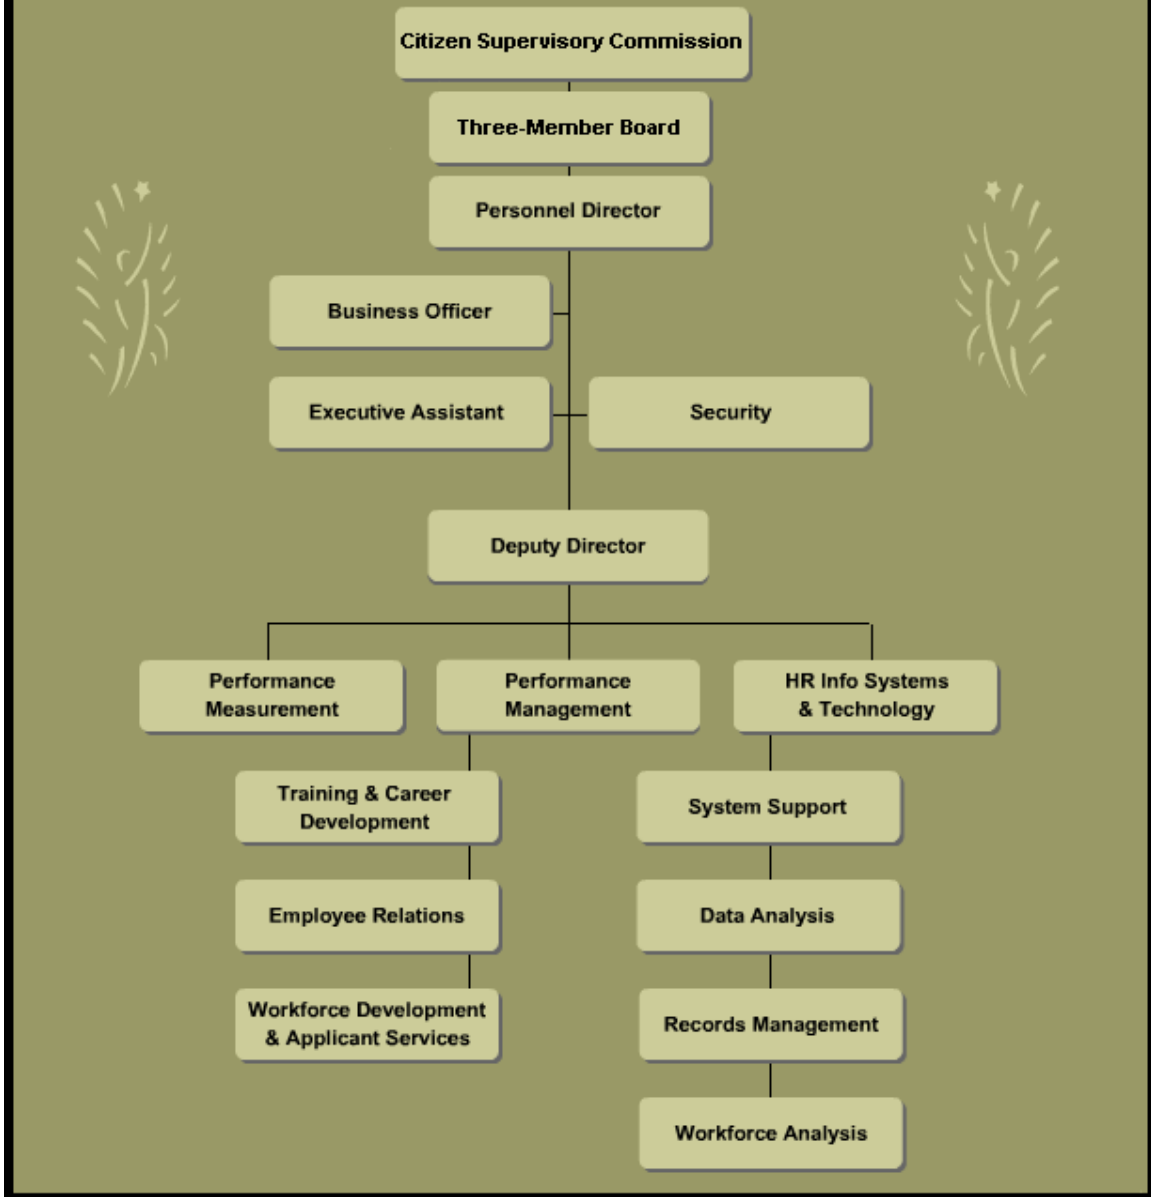 Citizen Supervisory Commission
Three-Member Board
Personnel Director
Business Officer
Executive Assistant
Security
Deputy Director
Performance
Measurement
Performance
Management
HR Info Systems
& Technology
Training & Career
Development
System Support
Employee Relations
Data Analysis
Workforce Development
& Applicant Services
Records Management
Workforce Analysis